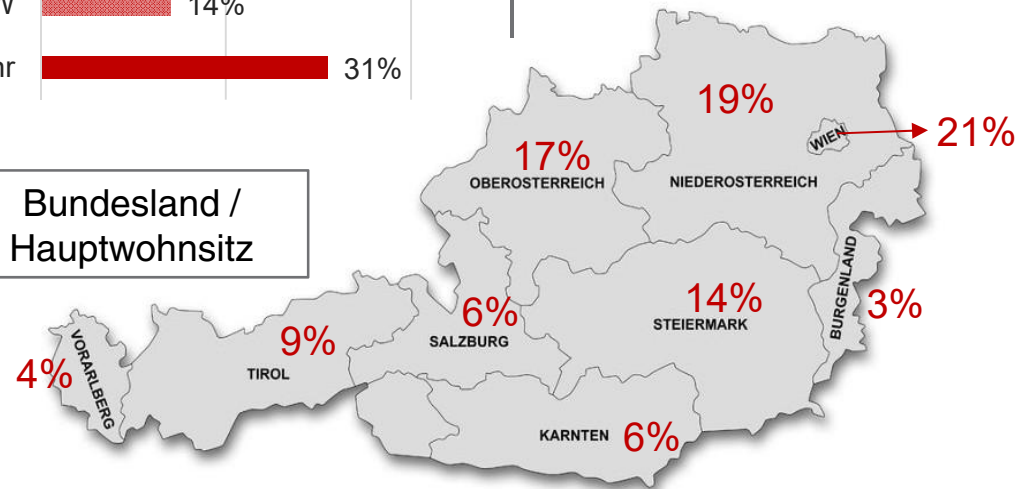 14%
31%
Bundesland /
Hauptwohnsitz
19%
WIEN
21%
17%
OBEROSTERREICH
NIEDEROSTERREICH
BURGENLAND
3%
14%
STEIERMARK
6%
SALZBURG
9%
TIROL
4%
VORARLBERG
KARNTEN 6%